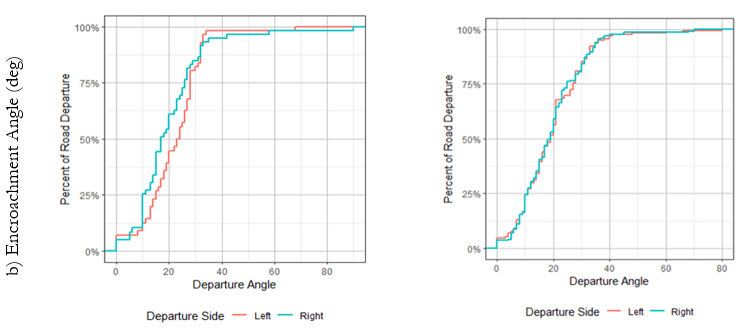 b) Encroachment Angle (deg)
Percent of Road Departure
100%
75%
50%
25%
0%
0 20 40 60 80
Departure Angle
Departure Side Left Right
Percent of Road Departure
100%
75%
50%
25%
0%
0 20 40 60 80
Departure Angle
Departure Side Left Right